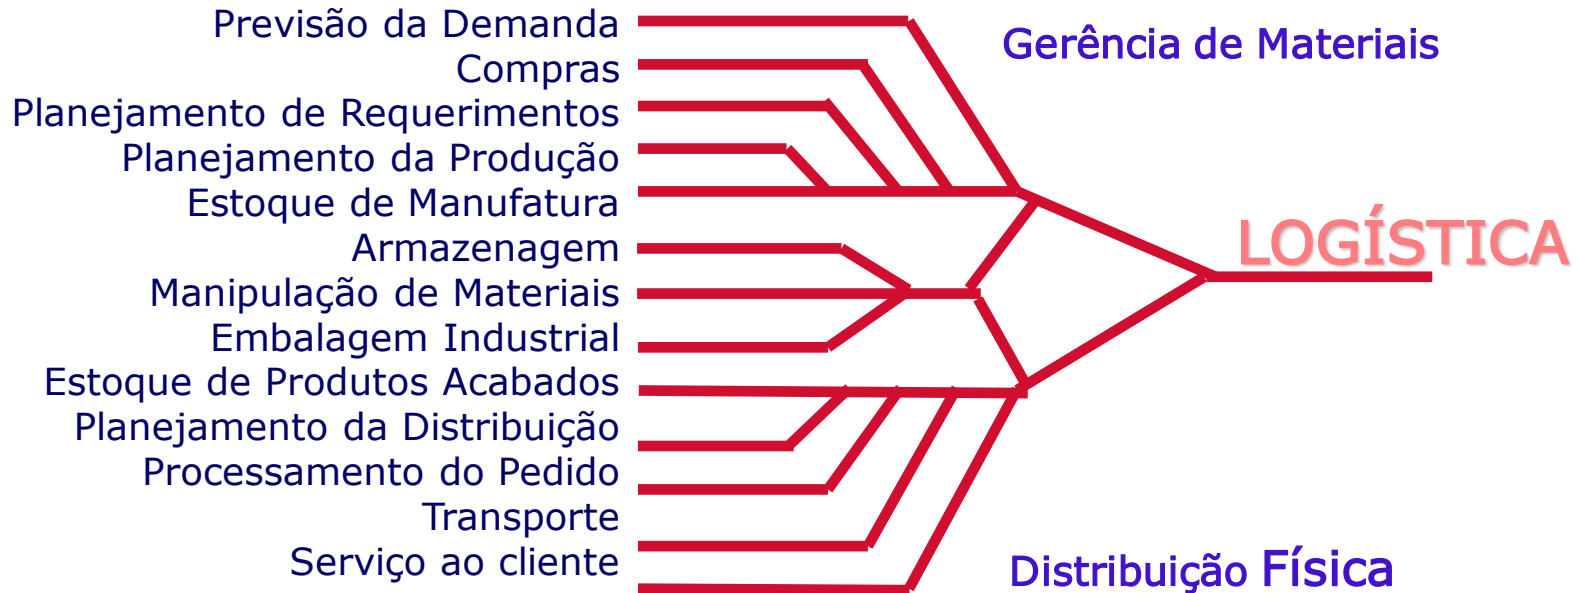 Previsão da Demanda
Compras
Planejamento de Requerimentos
Planejamento da Produção
Estoque de Manufatura
Armazenagem
Manipulação de Materiais
Embalagem Industrial
Estoque de Produtos Acabados
Planejamento da Distribuição
Processamento do Pedido
Transporte
Serviço ao cliente
Gerência de Materiais
LOGÍSTICA
Distribuição Física